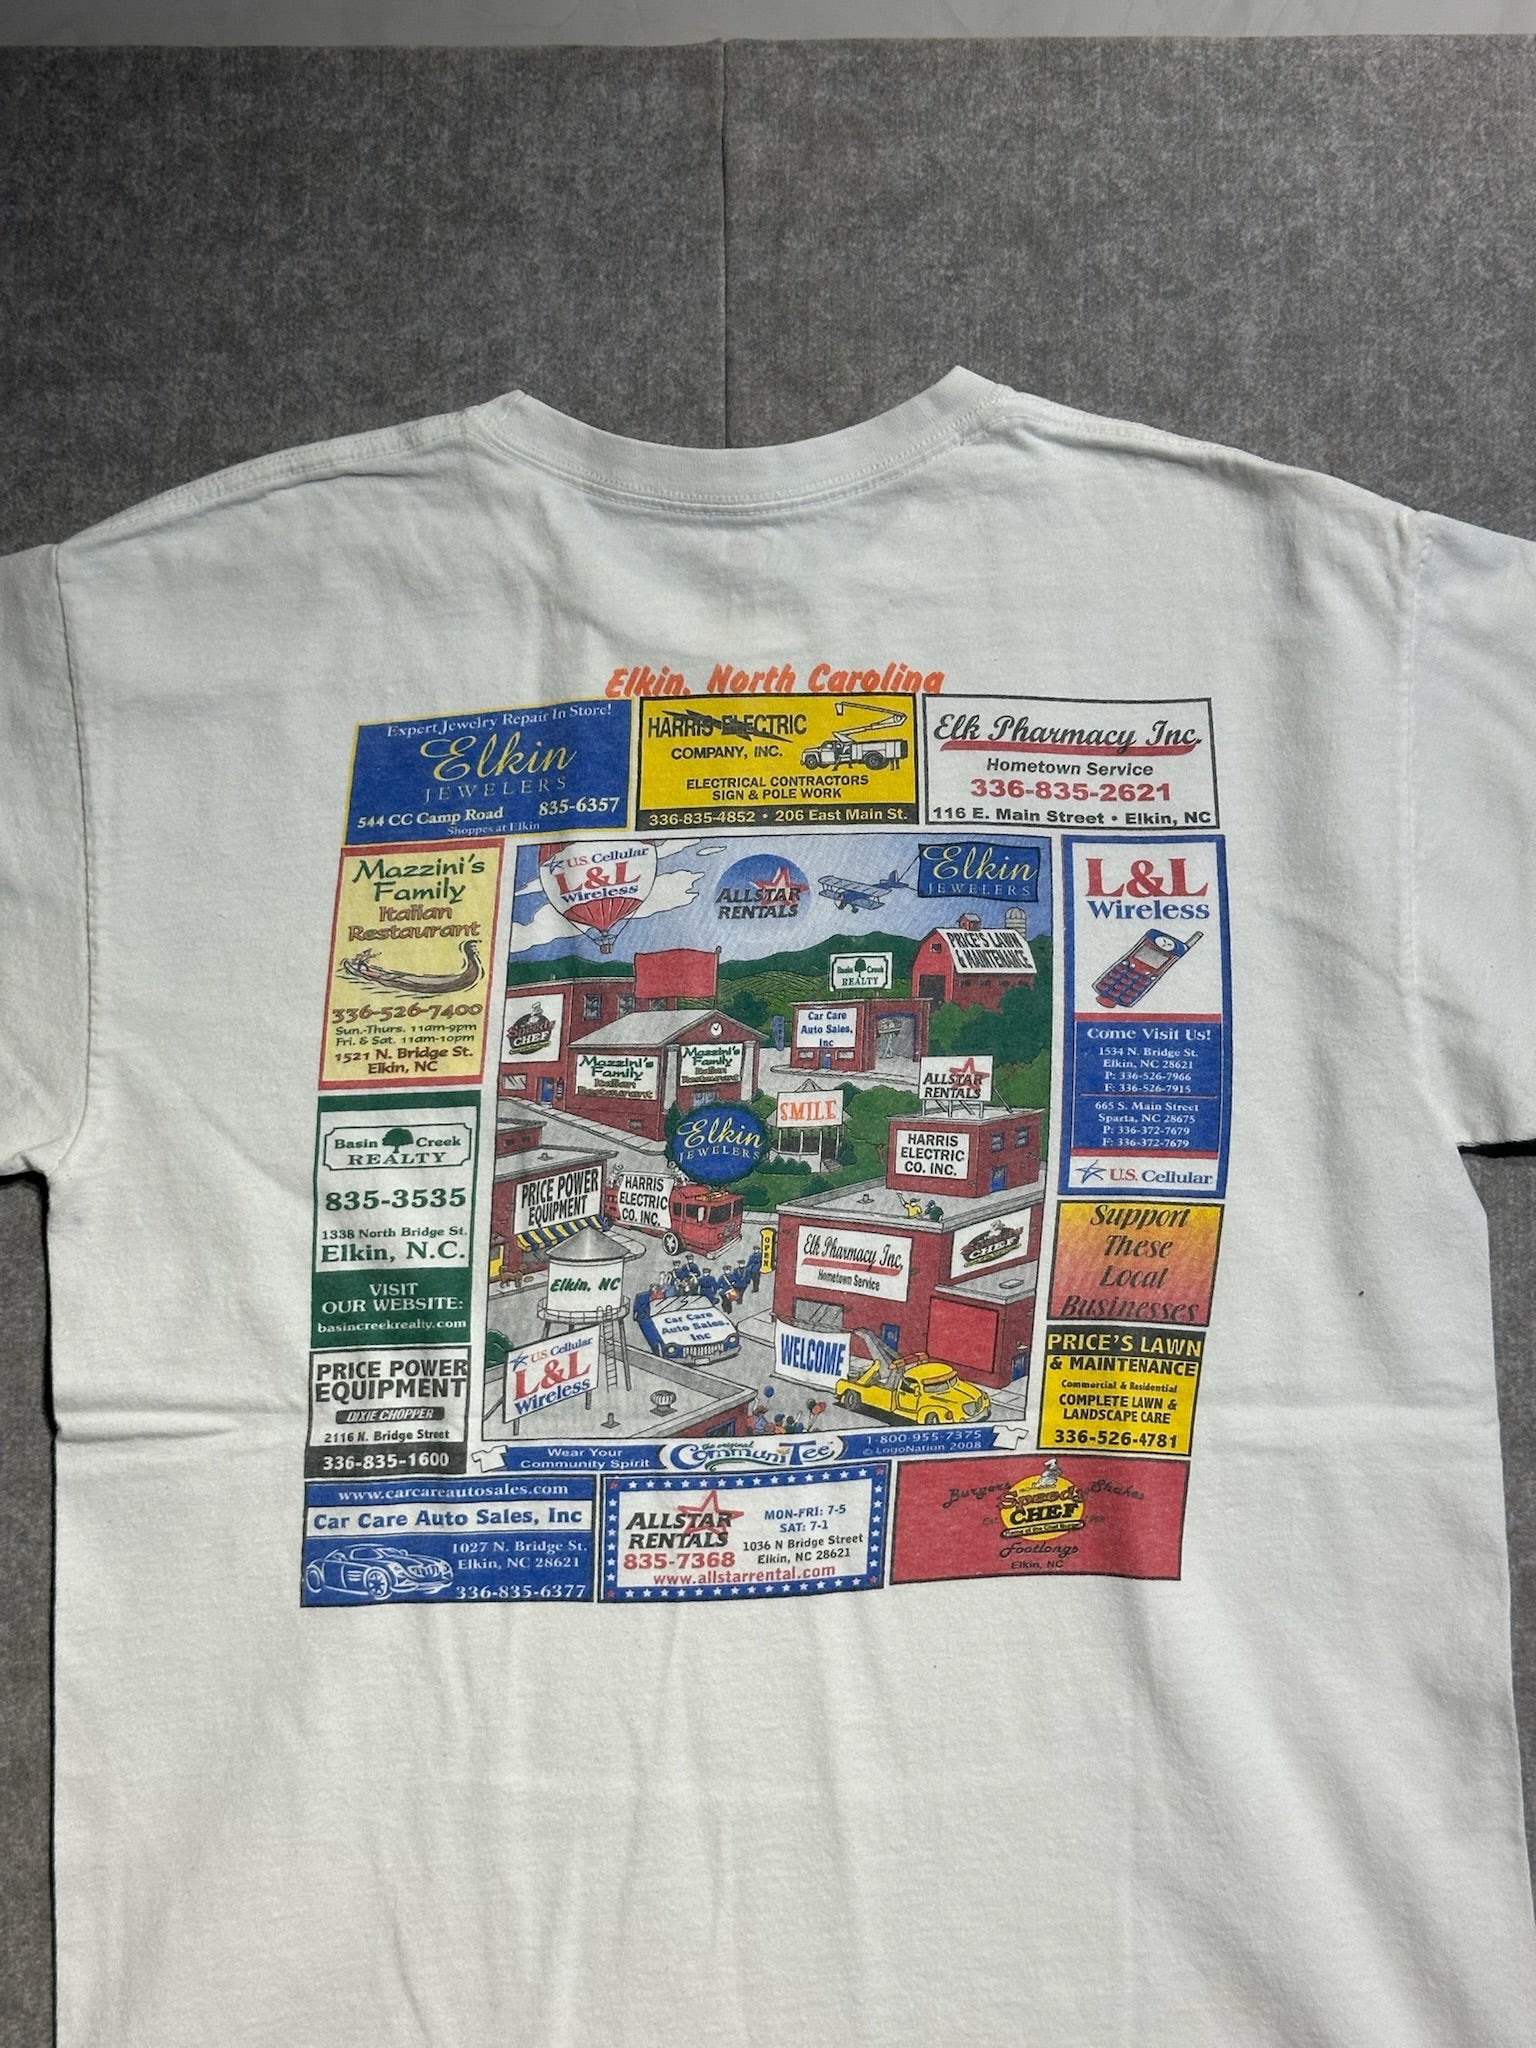 Elkin, North Carolina
Expert Jewelry Repair In Store!
Elkin
JEWELERS
544 CC Camp Road 835-6357
Shoppes at Elkin
HARRIS ELECTRIC
COMPANY, INC.
ELECTRICAL CONTRACTORS
SIGN & POLE WORK
336-835-4852 • 206 East Main St.
Elk Pharmacy Inc.
Hometown Service
336-835-2621
116 E. Main Street • Elkin, NC
Mazzini's
Family
Italian
Restaurant
336-526-7400
Sun.-Thurs. 11am-9pm
Fri. & Sat. 11am-10pm
1521 N. Bridge St.
Elkin, NC
Basin Creek
REALTY
835-3535
1338 North Bridge St.
Elkin, N.C.
VISIT
OUR WEBSITE:
basincreekrealty.com
PRICE POWER
EQUIPMENT
DIXIE CHOPPER
2116 N. Bridge Street
336-835-1600
U.S. Cellular
L&L
Wireless
ALLSTAR
RENTALS
Elkin
JEWELERS
PRICE'S LAWN
& MAINTENANCE
Basin Creek
REALTY
Speedy
CHEF
Car Care
Auto Sales,
Inc
Mazzini's
Family
Italian
Restaurant
Mazzini's
Family
Italian
Restaurant
ALLSTAR
RENTALS
SMILE
Elkin
JEWELERS
HARRIS
ELECTRIC
CO. INC.
PRICE POWER
EQUIPMENT
HARRIS
ELECTRIC
CO. INC.
OPEN
Elk Pharmacy Inc.
Hometown Service
CHEF
Elkin, NC
Car Care
Auto Sales,
Inc
WELCOME
U.S. Cellular
L&L
Wireless
L&L
Wireless
Come Visit Us!
1534 N. Bridge St.
Elkin, NC 28621
P: 336-526-7966
F: 336-526-7915
665 S. Main Street
Sparta, NC 28675
P: 336-372-7679
F: 336-372-7679
U.S. Cellular
Support
These
Local
Businesses
PRICE'S LAWN
& MAINTENANCE
Commercial & Residential
COMPLETE LAWN &
LANDSCAPE CARE
336-526-4781
Wear Your
Community Spirit
the original
CommuniTee
1-800-955-7375
© LogoNation 2008
www.carcareautosales.com
Car Care Auto Sales, Inc
1027 N. Bridge St.
Elkin, NC 28621
336-835-6377
ALLSTAR
RENTALS
835-7368
MON-FRI: 7-5
SAT: 7-1
1036 N Bridge Street
Elkin, NC 28621
www.allstarrental.com
Burgers Speedy Shakes
CHEF
Home of the Chef Burger
Footlongs
Elkin, NC